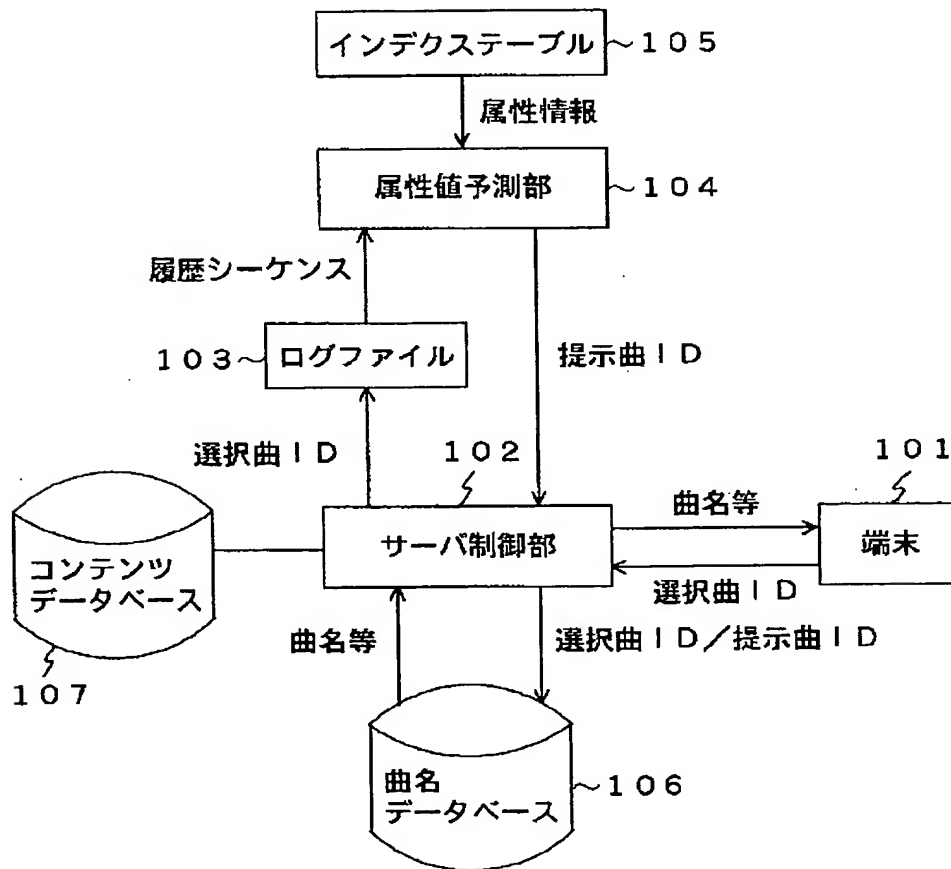 インデクステーブル
105
属性情報
属性値予測部
104
履歴シーケンス
103
ログファイル
提示曲ID
選択曲ID
102
101
サーバ制御部
曲名等
端末
選択曲ID
コンテンツ
データベース
107
曲名等
選択曲ID/提示曲ID
曲名
データベース
106